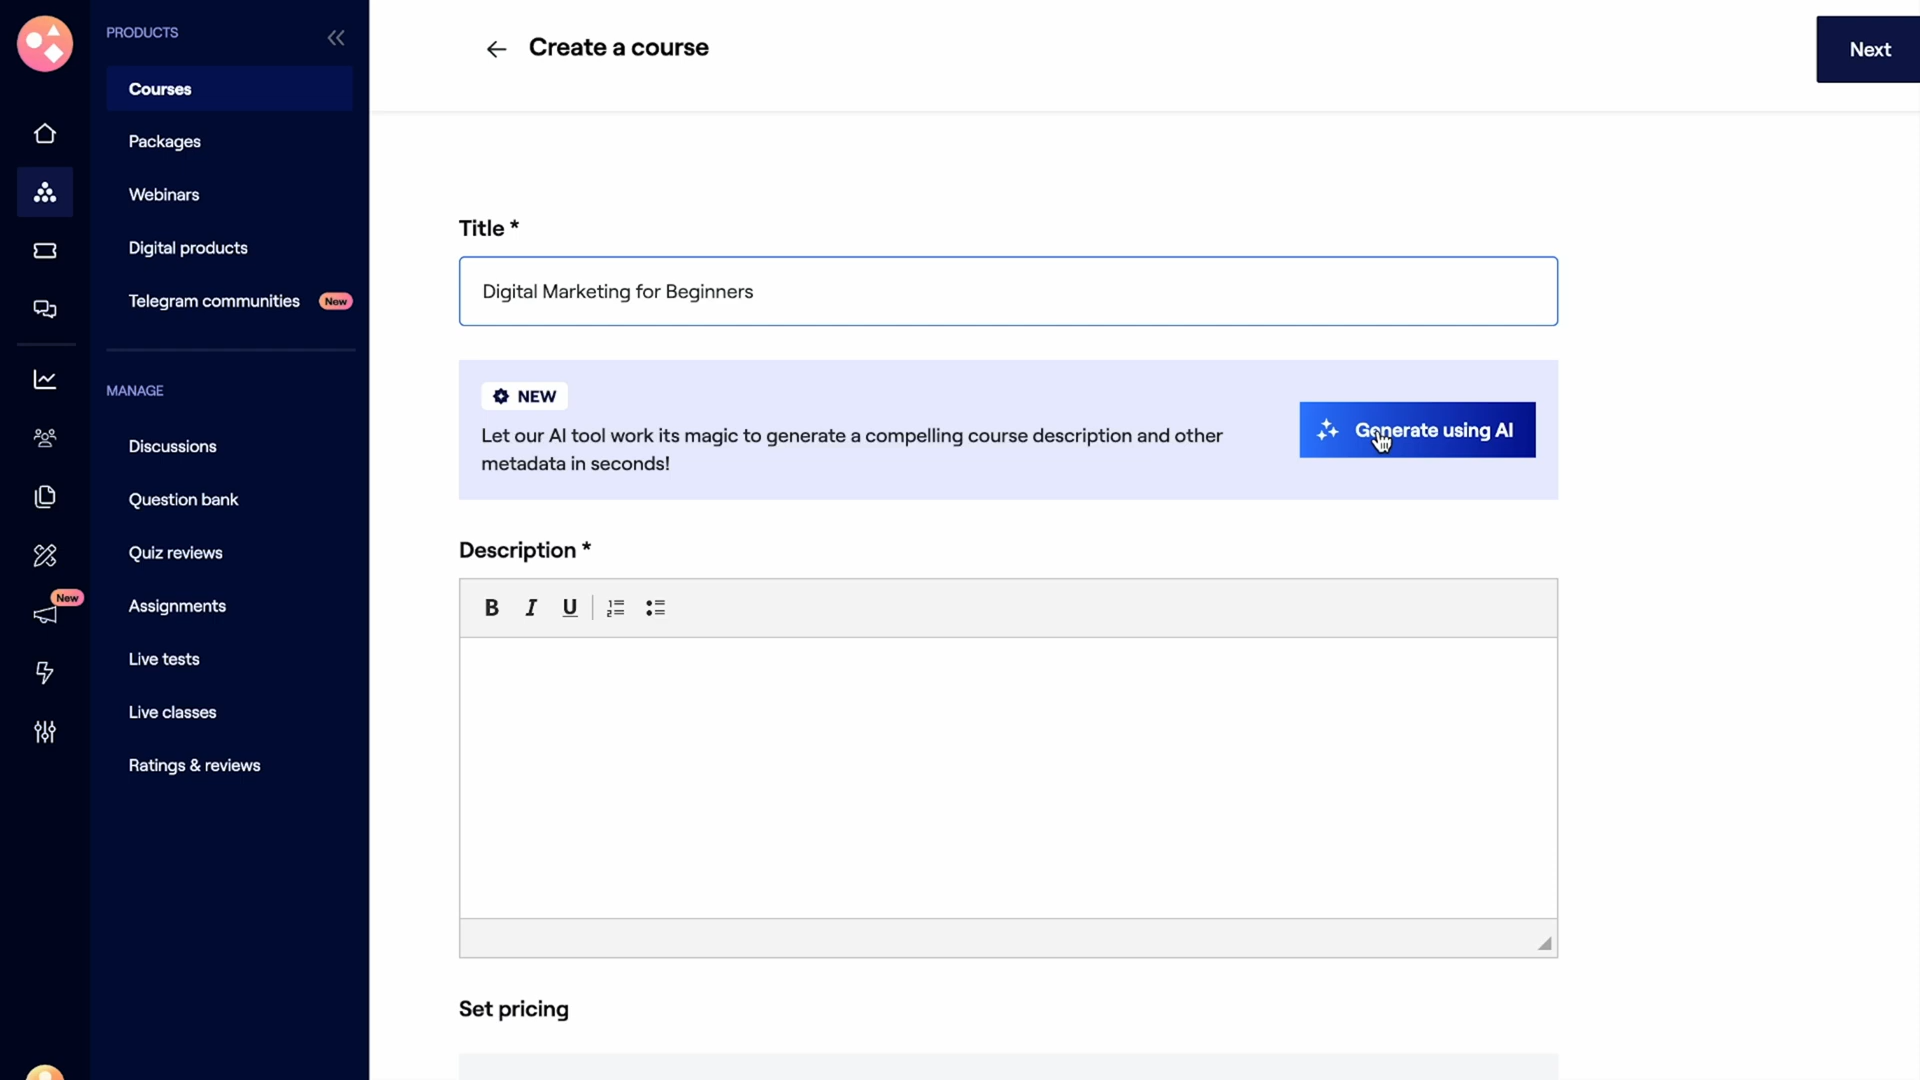 PRODUCTS
Courses
Packages
Webinars
Digital products
Telegram communities New
MANAGE
Discussions
Question bank
Quiz reviews
Assignments
Live tests
Live classes
Ratings & reviews
New
Create a course
Next
Title *
Digital Marketing for Beginners
NEW
Let our AI tool work its magic to generate a compelling course description and other
metadata in seconds!
Generate using AI
Description *
B I U
Set pricing